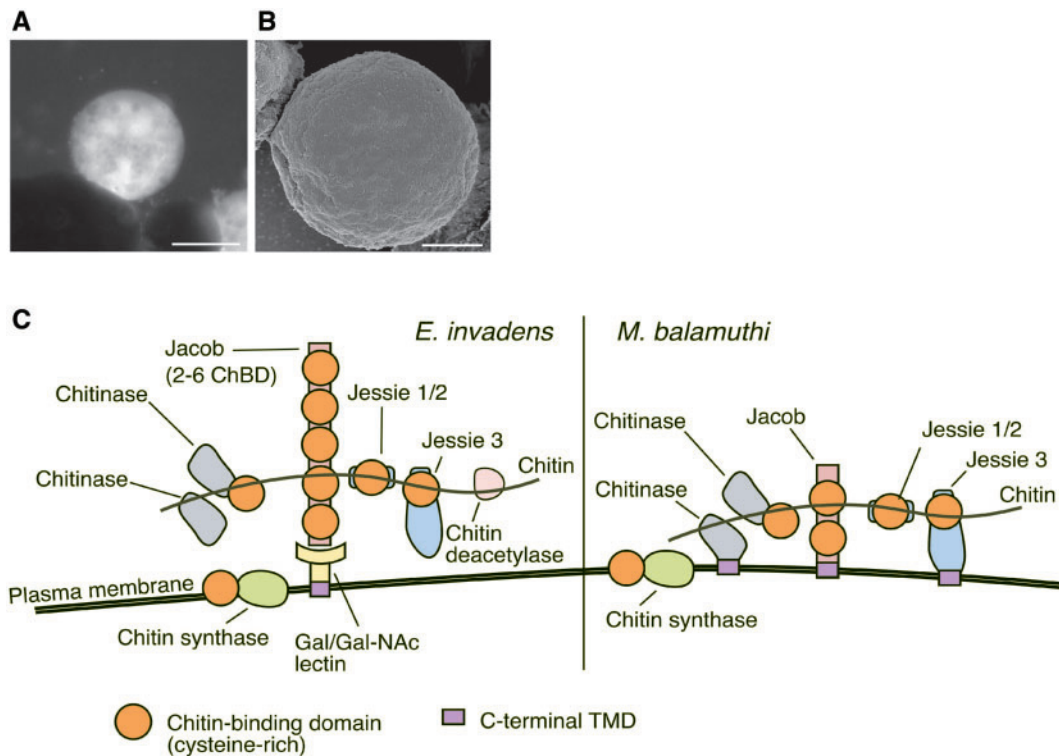 A
B
C
E. invadens
M. balamuthi
Jacob
(2-6 ChBD)
Chitinase
Chitinase
Jessie 1/2
Jessie 3
Chitin
Chitin
deacetylase
Plasma membrane
Chitin synthase
Gal/Gal-NAc
lectin
Jacob
Chitinase
Chitinase
Jessie 1/2
Jessie 3
Chitin
Chitin synthase
Chitin-binding domain
(cysteine-rich)
C-terminal TMD